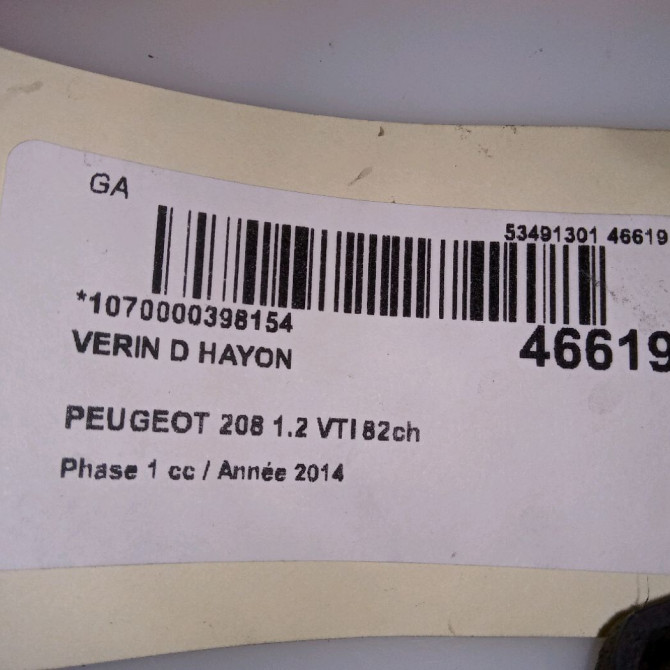 GA
53491301 46619
*1070000398154
46619
VERIN D HAYON
PEUGEOT 208 1.2 VTI 82ch
Phase 1 cc / Année 2014